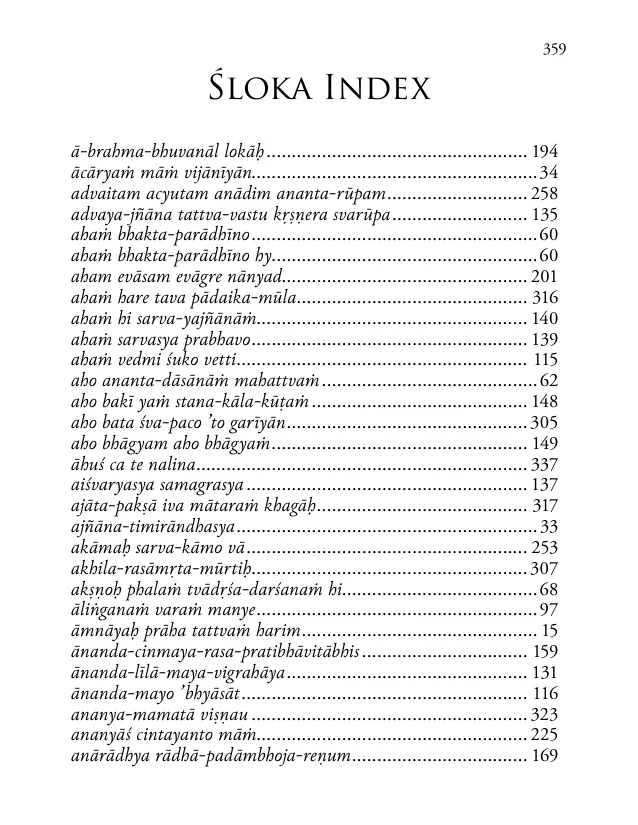 359
Śloka Index
ā-brahma-bhuvanāl lokāḥ........................................................ 194
ācāryaṁ māṁ vijānīyān............................................................34
advaitam acyutam anādim ananta-rūpam.............................. 258
advaya-jñāna tattva-vastu kṛṣṇera svarūpa............................. 135
ahaṁ bhakta-parādhīno............................................................60
ahaṁ bhakta-parādhīno hy........................................................60
aham evāsam evāgre nānyad.................................................... 201
ahaṁ hare tava pādaika-mūla................................................. 316
ahaṁ hi sarva-yajñānāṁ.......................................................... 140
ahaṁ sarvasya prabhavo........................................................... 139
ahaṁ vedmi śuko vetti.............................................................. 115
aho ananta-dāsānāṁ mahattvaṁ..............................................62
aho bakī yaṁ stana-kāla-kūṭaṁ.............................................. 148
aho bata śva-paco ’to garīyān....................................................305
aho bhāgyam aho bhāgyaṁ....................................................... 149
āhuś ca te nalina....................................................................... 337
aiśvaryasya samagrasya............................................................. 137
ajāta-pakṣā iva mātaraṁ khagāḥ............................................. 317
ajñāna-timirāndhasya...............................................................33
akāmaḥ sarva-kāmo vā............................................................. 253
akhila-rasāmṛta-mūrtiḥ............................................................307
akṣṇoḥ phalaṁ tvādṛśa-darśanaṁ hi.........................................68
āliṅganaṁ varaṁ manye...........................................................97
āmnāyaḥ prāha tattvaṁ harim.................................................. 15
ānanda-cinmaya-rasa-pratibhāvitābhis.................................... 159
ānanda-līlā-maya-vigrahāya.................................................... 131
ānanda-mayo ’bhyāsāt.............................................................. 116
ananya-mamatā viṣṇau............................................................ 323
ananyāś cintayanto māṁ.......................................................... 225
anārādhya rādhā-padāmbhoja-reṇum...................................... 169